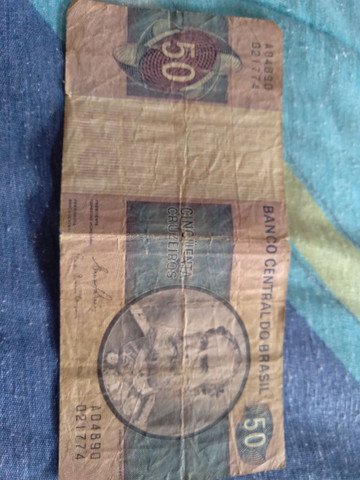 BANCO CENTRAL DO BRASIL
A04890
021774
50
CINQUENTA
CRUZEIROS
50
A04890
021774